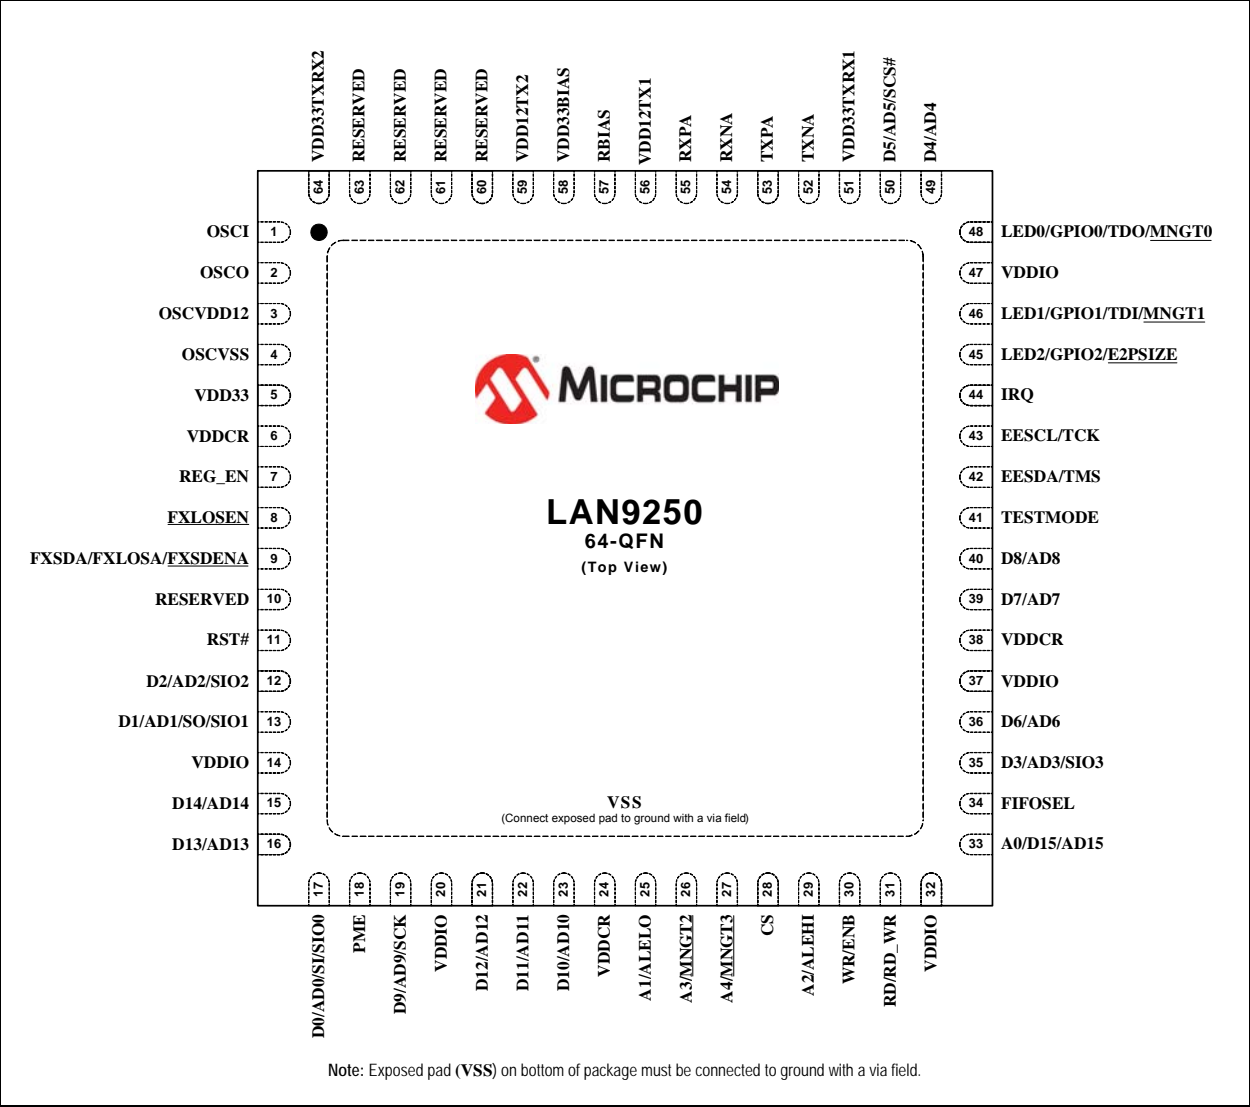 VDD33TXRX2
RESERVED
RESERVED
RESERVED
RESERVED
VDD12TX2
VDD33BIAS
RBIAS
VDD12TX1
RXPA
RXNA
TXPA
TXNA
VDD33TXRX1
D5/AD5/SCS#
D4/AD4
64
63
62
61
60
59
58
57
56
55
54
53
52
51
50
49
OSCI 1
OSCO 2
OSCVDD12 3
OSCVSS 4
VDD33 5
VDDCR 6
REG_EN 7
FXLOSEN 8
FXSDA/FXLOSA/FXSDENA 9
RESERVED 10
RST# 11
D2/AD2/SIO2 12
D1/AD1/SO/SIO1 13
VDDIO 14
D14/AD14 15
D13/AD13 16
MICROCHIP
LAN9250
64-QFN
(Top View)
VSS
(Connect exposed pad to ground with a via field)
48 LED0/GPIO0/TDO/MNGT0
47 VDDIO
46 LED1/GPIO1/TDI/MNGT1
45 LED2/GPIO2/E2PSIZE
44 IRQ
43 EESCL/TCK
42 EESDA/TMS
41 TESTMODE
40 D8/AD8
39 D7/AD7
38 VDDCR
37 VDDIO
36 D6/AD6
35 D3/AD3/SIO3
34 FIFOSEL
33 A0/D15/AD15
17
18
19
20
21
22
23
24
25
26
27
28
29
30
31
32
D0/AD0/SI/SIO0
PME
D9/AD9/SCK
VDDIO
D12/AD12
D11/AD11
D10/AD10
VDDCR
A1/ALELO
A3/MNGT2
A4/MNGT3
CS
A2/ALEHI
WR/ENB
RD/RD_WR
VDDIO
Note: Exposed pad (VSS) on bottom of package must be connected to ground with a via field.